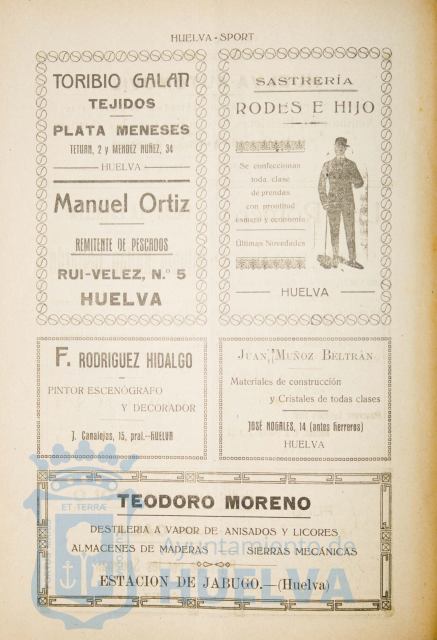 HUELVA-SPORT
TORIBIO GALAN
TEJIDOS
PLATA MENESES
TETUAN, 2 y MENDEZ NUÑEZ, 34
HUELVA
Manuel Ortiz
REMITENTE DE PESCADOS
RUI-VELEZ, N.º 5
HUELVA
SASTRERÍA
RODES E HIJO
Se confeccionan
toda clase
de prendas
con prontitud
esmero y economía
Últimas Novedades
HUELVA
F. RODRIGUEZ HIDALGO
PINTOR ESCENÓGRAFO
Y DECORADOR
J. Canalejas, 15, pral.-HUELVA
JUAN MUÑOZ BELTRÁN
Materiales de construcción
y Cristales de todas clases
JOSÉ NOGALES, 14 (antes Herreros)
HUELVA
TEODORO MORENO
DESTILERIA A VAPOR DE ANISADOS Y LICORES
ALMACENES DE MADERAS SIERRAS MECÁNICAS
ESTACION DE JABUGO.—(Huelva)
ET TERRÆ
Ayuntamiento de
HUELVA